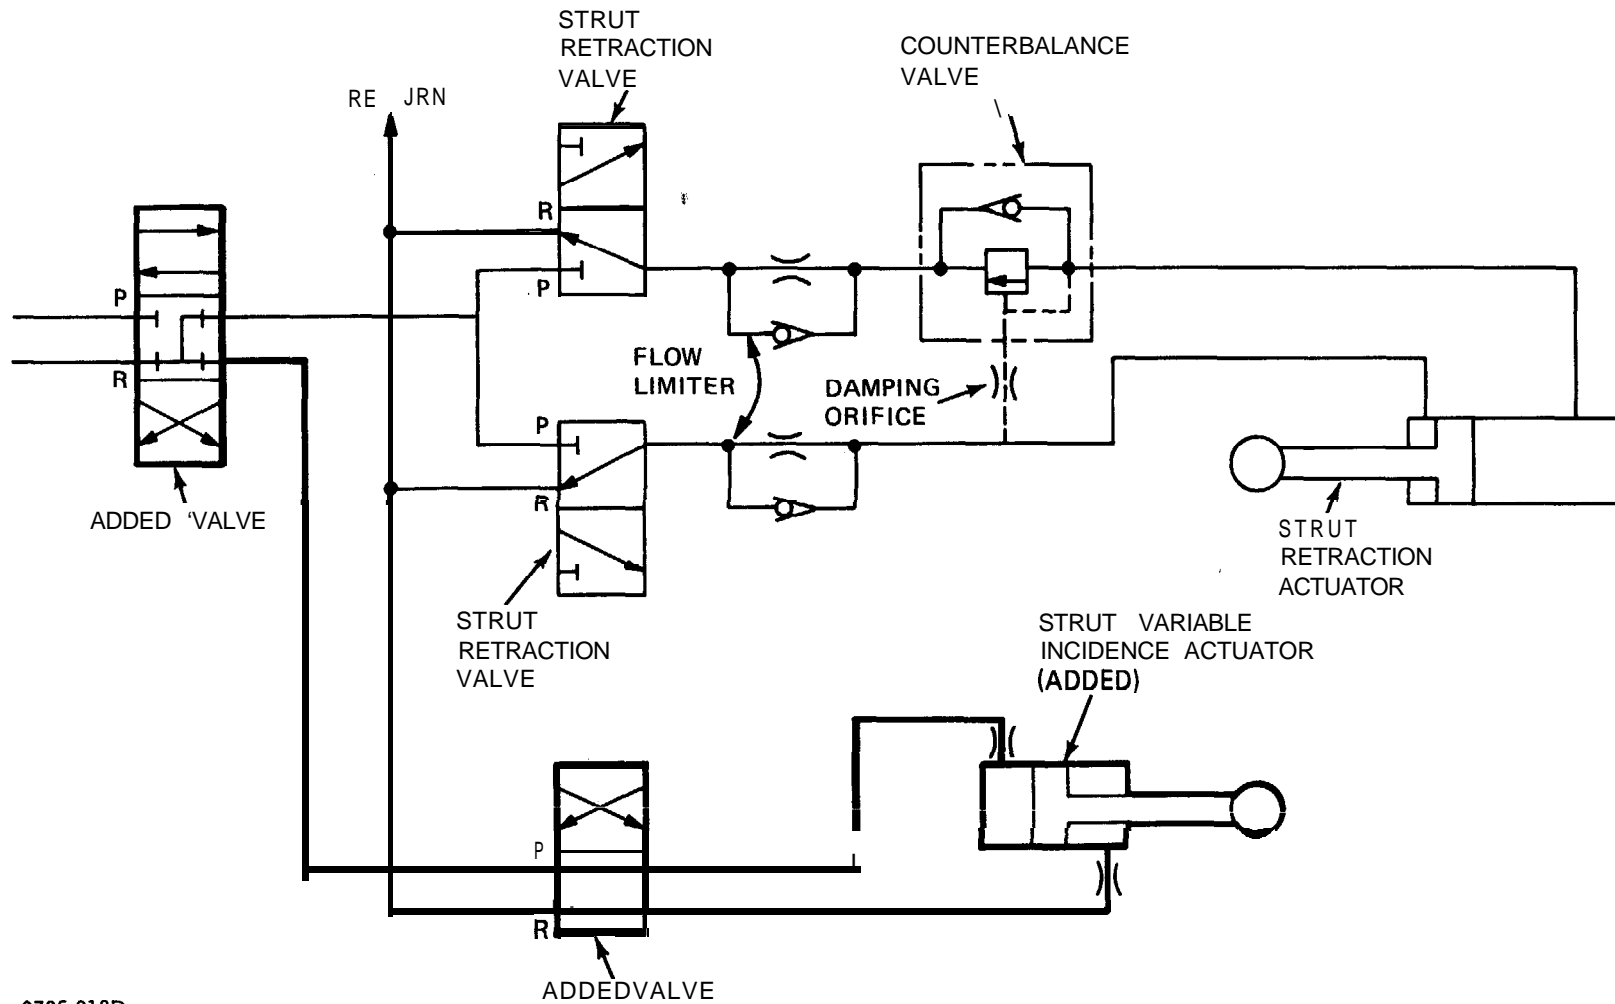 STRUT
RETRACTION
VALVE
COUNTERBALANCE
VALVE
RE JRN
R
P
P
R
FLOW
LIMITER
DAMPING
ORIFICE
P
R
ADDED 'VALVE
STRUT
RETRACTION
ACTUATOR
STRUT
RETRACTION
VALVE
STRUT VARIABLE
INCIDENCE ACTUATOR
(ADDED)
P
R
ADDEDVALVE